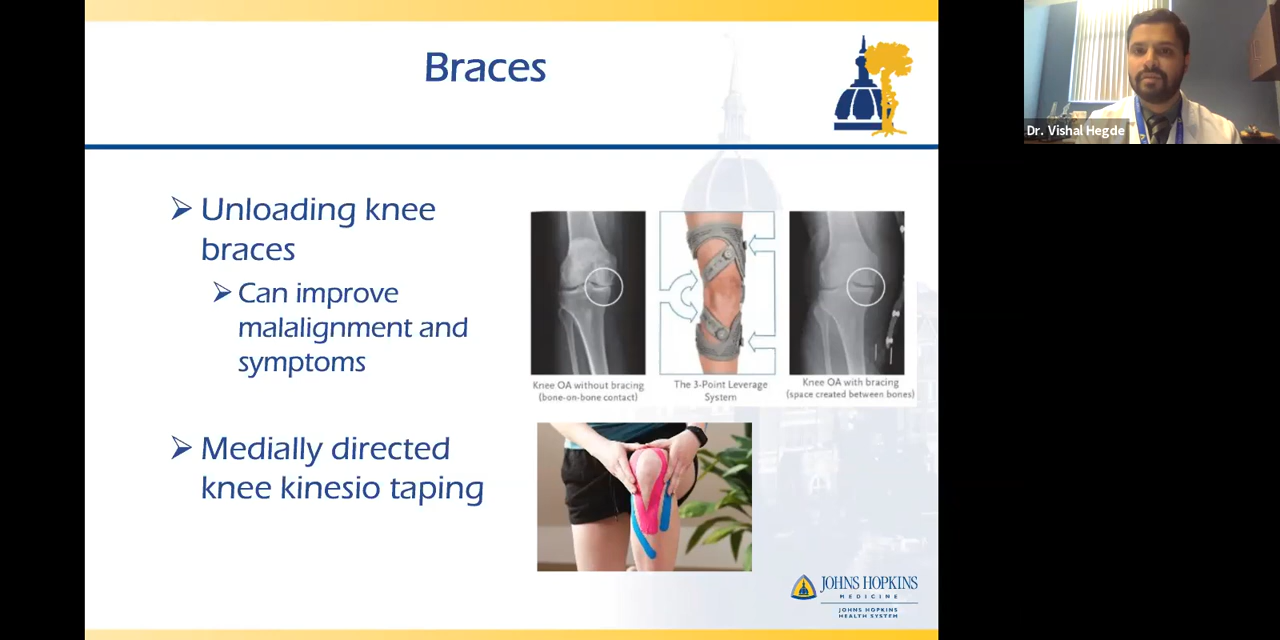 Braces
➢ Unloading knee
braces
➢ Can improve
malalignment and
symptoms
➢ Medially directed
knee kinesio taping
Knee OA without bracing
(bone-on-bone contact)
The 3-Point Leverage
System
Knee OA with bracing
(space created between bones)
JOHNS HOPKINS
MEDICINE
JOHNS HOPKINS
HEALTH SYSTEM
Dr. Vishal Hegde